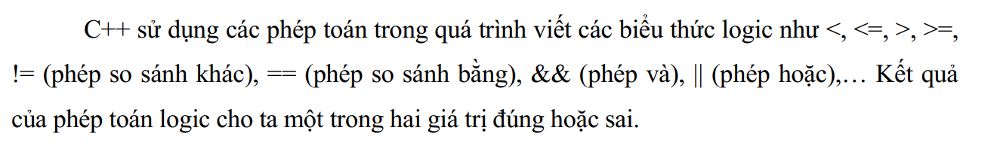 C++ sử dụng các phép toán trong quá trình viết các biểu thức logic như <, <=, >, >=,
!= (phép so sánh khác), == (phép so sánh bằng), && (phép và), || (phép hoặc),… Kết quả
của phép toán logic cho ta một trong hai giá trị đúng hoặc sai.